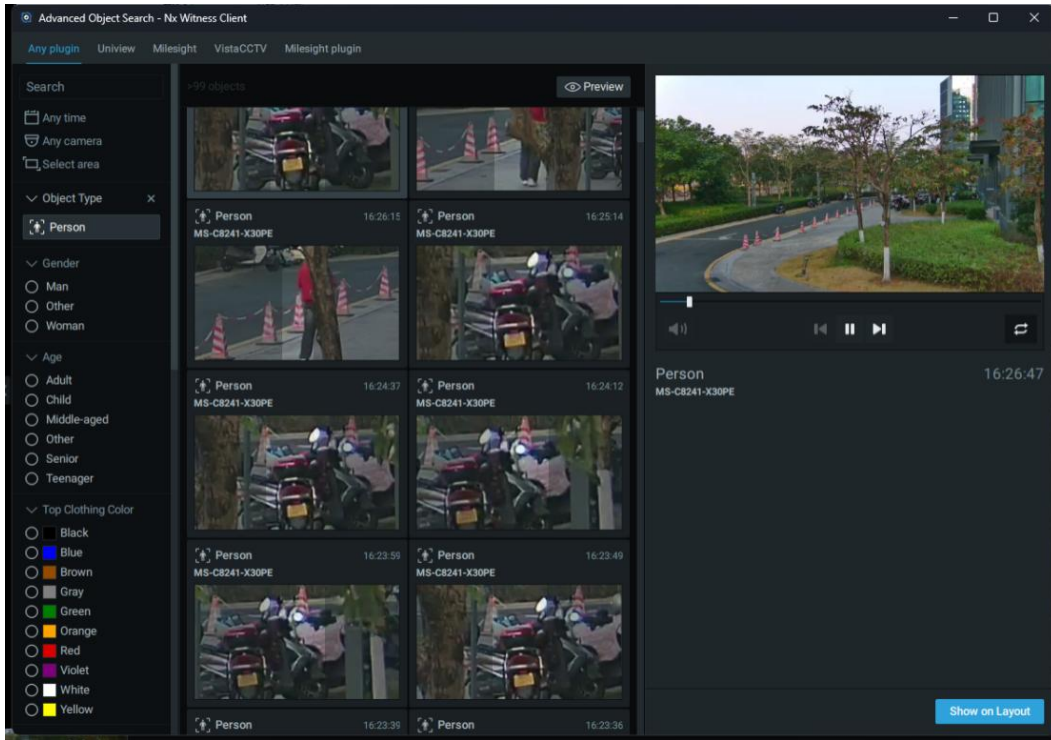 Advanced Object Search - Nx Witness Client
Any plugin Uniview Milesight VistaCCTV Milesight plugin
Search
Any time
Any camera
Select area
Object Type
Person
Gender
Man
Other
Woman
Age
Adult
Child
Middle-aged
Other
Senior
Teenager
Top Clothing Color
Black
Blue
Brown
Gray
Green
Orange
Red
Violet
White
Yellow
>99 objects
Preview
Person 16:26:15
MS-C8241-X30PE
Person 16:25:14
MS-C8241-X30PE
Person 16:24:37
MS-C8241-X30PE
Person 16:24:12
MS-C8241-X30PE
Person 16:23:59
MS-C8241-X30PE
Person 16:23:49
MS-C8241-X30PE
Person 16:23:39
Person 16:23:36
Person 16:26:47
MS-C8241-X30PE
Show on Layout